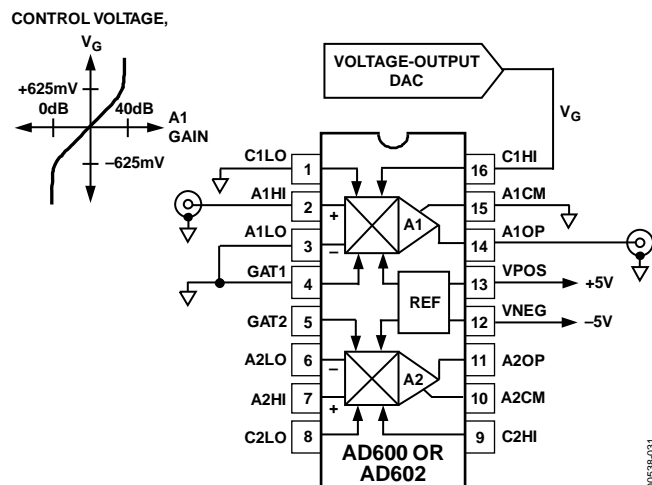 CONTROL VOLTAGE,
VG
+625mV
0dB
40dB
A1
GAIN
–625mV
VOLTAGE-OUTPUT
DAC
VG
C1LO
1
16
C1HI
A1HI
2
+
A1
15
A1CM
A1LO
3
–
14
A1OP
GAT1
4
REF
13
VPOS
+5V
GAT2
5
12
VNEG
–5V
A2LO
6
–
A2
11
A2OP
A2HI
7
+
10
A2CM
C2LO
8
9
C2HI
AD600 OR
AD602
00538-031